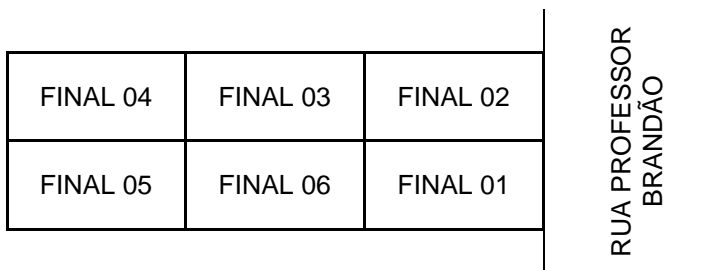 FINAL 04 FINAL 03 FINAL 02
FINAL 05 FINAL 06 FINAL 01
RUA PROFESSOR
BRANDÃO